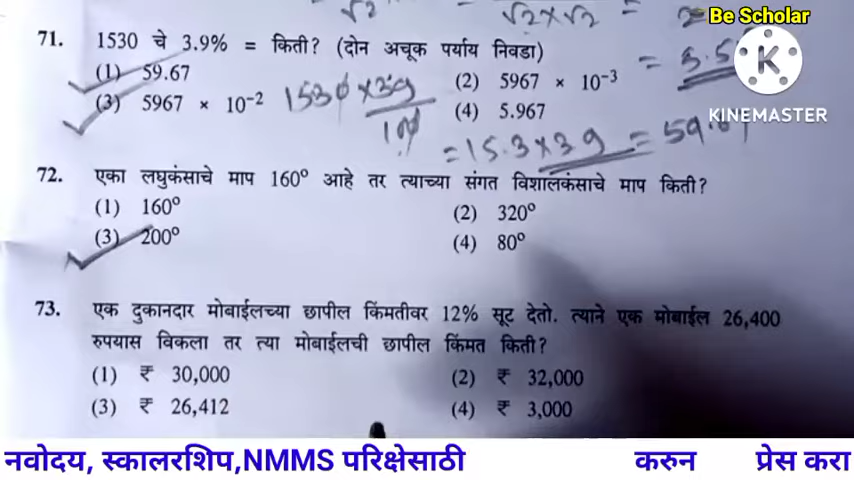 √2 √2 × √2 =
Be Scholar
71. 1530 चे 3.9% = किती? (दोन अचूक पर्याय निवडा)
(1) 59.67 (2) 5967 × 10⁻³
(3) 5967 × 10⁻² (4) 5.967
1530 × 39
= 15.3 × 39 =
KINEMASTER
72. एका लघुकंसाचे माप 160° आहे तर त्याच्या संगत विशालकंसाचे माप किती?
(1) 160° (2) 320°
(3) 200° (4) 80°
73. एक दुकानदार मोबाईलच्या छापील किंमतीवर 12% सूट देतो. त्याने एक मोबाईल 26,400
रुपयास विकला तर त्या मोबाईलची छापील किंमत किती?
(1) ₹ 30,000 (2) ₹ 32,000
(3) ₹ 26,412 (4) ₹ 3,000
नवोदय, स्कालरशिप,NMMS परिक्षेसाठी करुन प्रेस करा